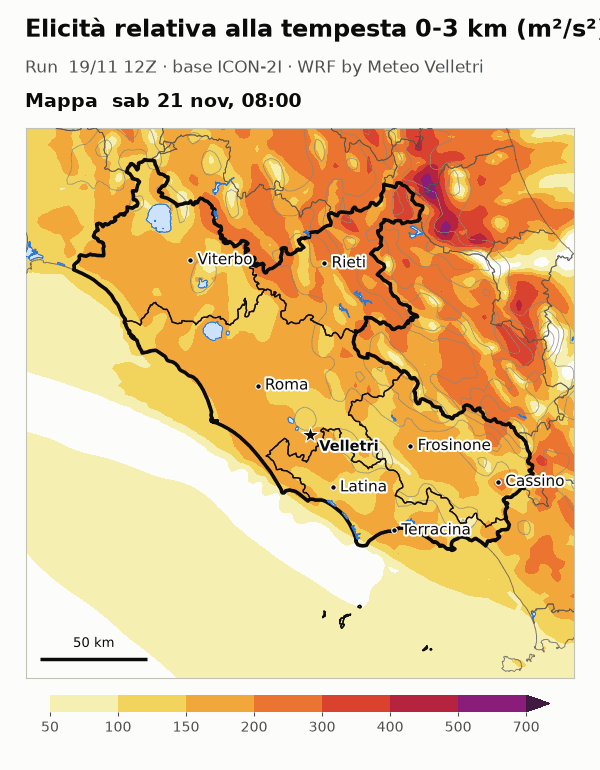 Elicità relativa alla tempesta 0-3 km (m²/s²)
Run 19/11 12Z · base ICON-2I · WRF by Meteo Velletri
Mappa sab 21 nov, 08:00
Viterbo
Rieti
Roma
Velletri
Frosinone
Cassino
Latina
Terracina
50 km
50 100 150 200 300 400 500 700